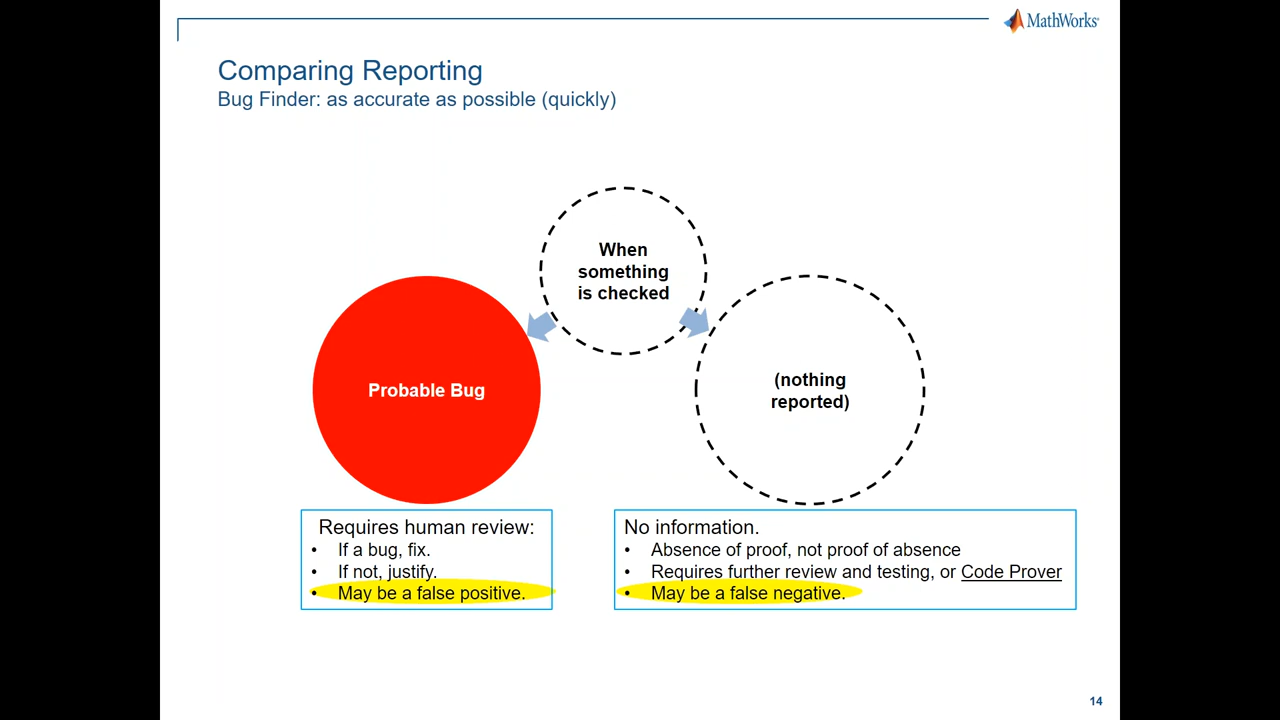 MathWorks®
Comparing Reporting
Bug Finder: as accurate as possible (quickly)
When
something
is checked
Probable Bug
(nothing
reported)
Requires human review:
• If a bug, fix.
• If not, justify.
• May be a false positive.
No information.
• Absence of proof, not proof of absence
• Requires further review and testing, or Code Prover
• May be a false negative.
14